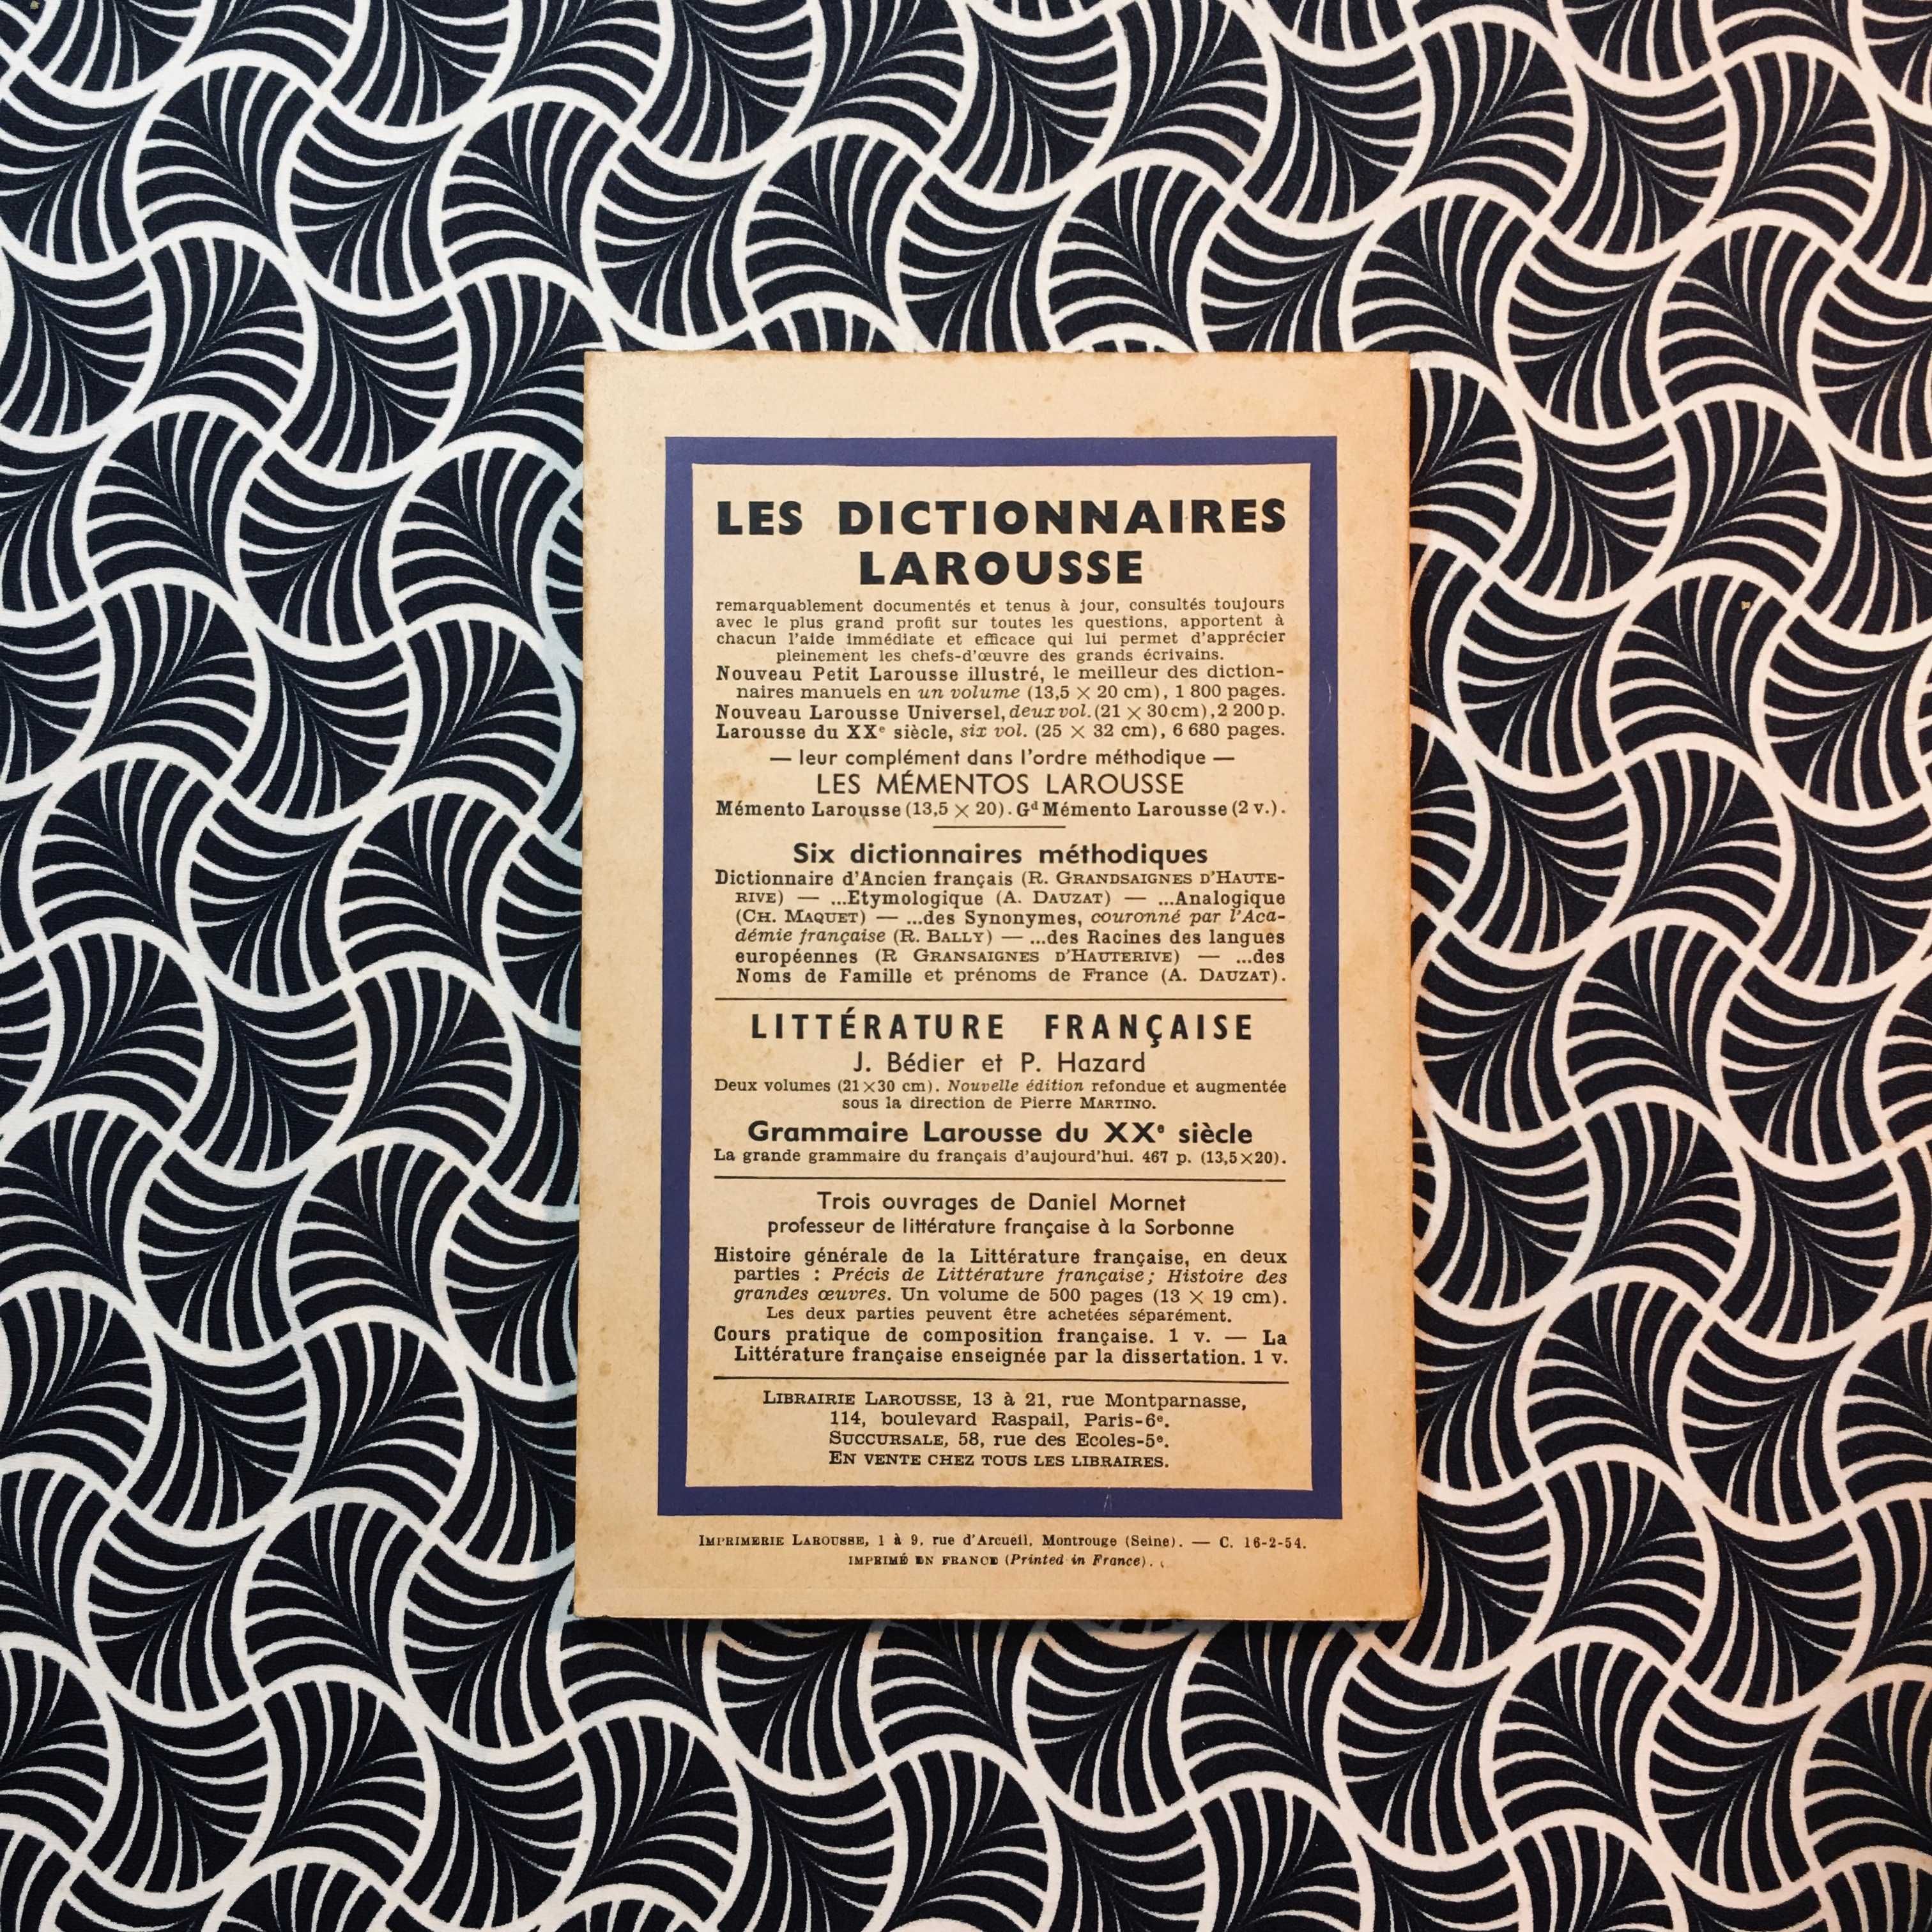 LES DICTIONNAIRES
LAROUSSE
remarquablement documentés et tenus à jour, consultés toujours
avec le plus grand profit sur toutes les questions, apportent à
chacun l'aide immédiate et efficace qui lui permet d'apprécier
pleinement les chefs-d'œuvre des grands écrivains.
Nouveau Petit Larousse illustré, le meilleur des diction-
naires manuels en un volume (13,5 × 20 cm), 1 800 pages.
Nouveau Larousse Universel, deux vol. (21 × 30 cm), 2 200 p.
Larousse du XXe siècle, six vol. (25 × 32 cm), 6 680 pages.
— leur complément dans l'ordre méthodique —
LES MÉMENTOS LAROUSSE
Mémento Larousse (13,5 × 20). Gd Mémento Larousse (2 v.).
Six dictionnaires méthodiques
Dictionnaire d'Ancien français (R. GRANDSAIGNES D'HAUTE-
RIVE) — ...Etymologique (A. DAUZAT) — ...Analogique
(CH. MAQUET) — ...des Synonymes, couronné par l'Aca-
démie française (R. BALLY) — ...des Racines des langues
européennes (R GRANSAIGNES D'HAUTERIVE) — ...des
Noms de Famille et prénoms de France (A. DAUZAT).
LITTÉRATURE FRANÇAISE
J. Bédier et P. Hazard
Deux volumes (21×30 cm). Nouvelle édition refondue et augmentée
sous la direction de Pierre MARTINO.
Grammaire Larousse du XXe siècle
La grande grammaire du français d'aujourd'hui. 467 p. (13,5×20).
Trois ouvrages de Daniel Mornet
professeur de littérature française à la Sorbonne
Histoire générale de la Littérature française, en deux
parties : Précis de Littérature française; Histoire des
grandes œuvres. Un volume de 500 pages (13 × 19 cm).
Les deux parties peuvent être achetées séparément.
Cours pratique de composition française. 1 v. — La
Littérature française enseignée par la dissertation. 1 v.
LIBRAIRIE LAROUSSE, 13 à 21, rue Montparnasse,
114, boulevard Raspail, Paris-6e.
SUCCURSALE, 58, rue des Ecoles-5e.
EN VENTE CHEZ TOUS LES LIBRAIRES.
IMPRIMERIE LAROUSSE, 1 à 9, rue d'Arcueil, Montrouge (Seine). — C. 16-2-54.
IMPRIMÉ EN FRANCE (Printed in France).